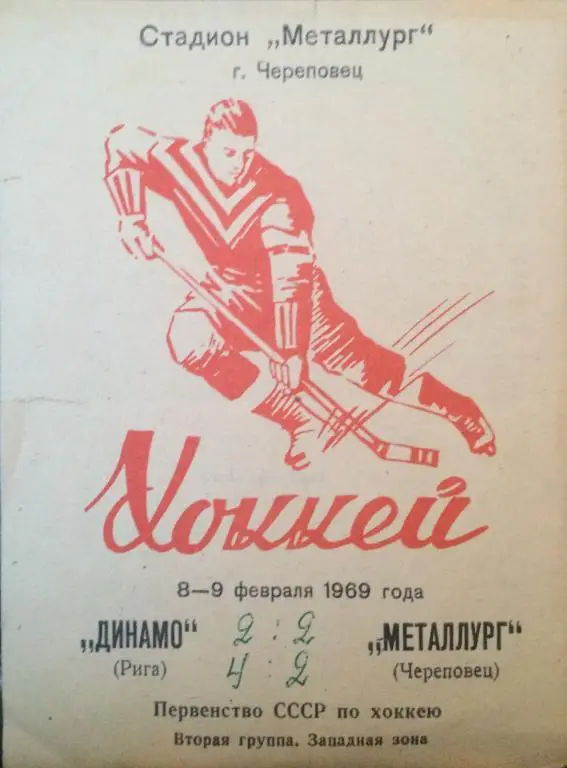 Стадион „Металлург“
г. Череповец
Хоккей
8—9 февраля 1969 года
„ДИНАМО“ 2 : 2 „МЕТАЛЛУРГ“
(Рига) 4 : 2 (Череповец)
Первенство СССР по хоккею
Вторая группа. Западная зона